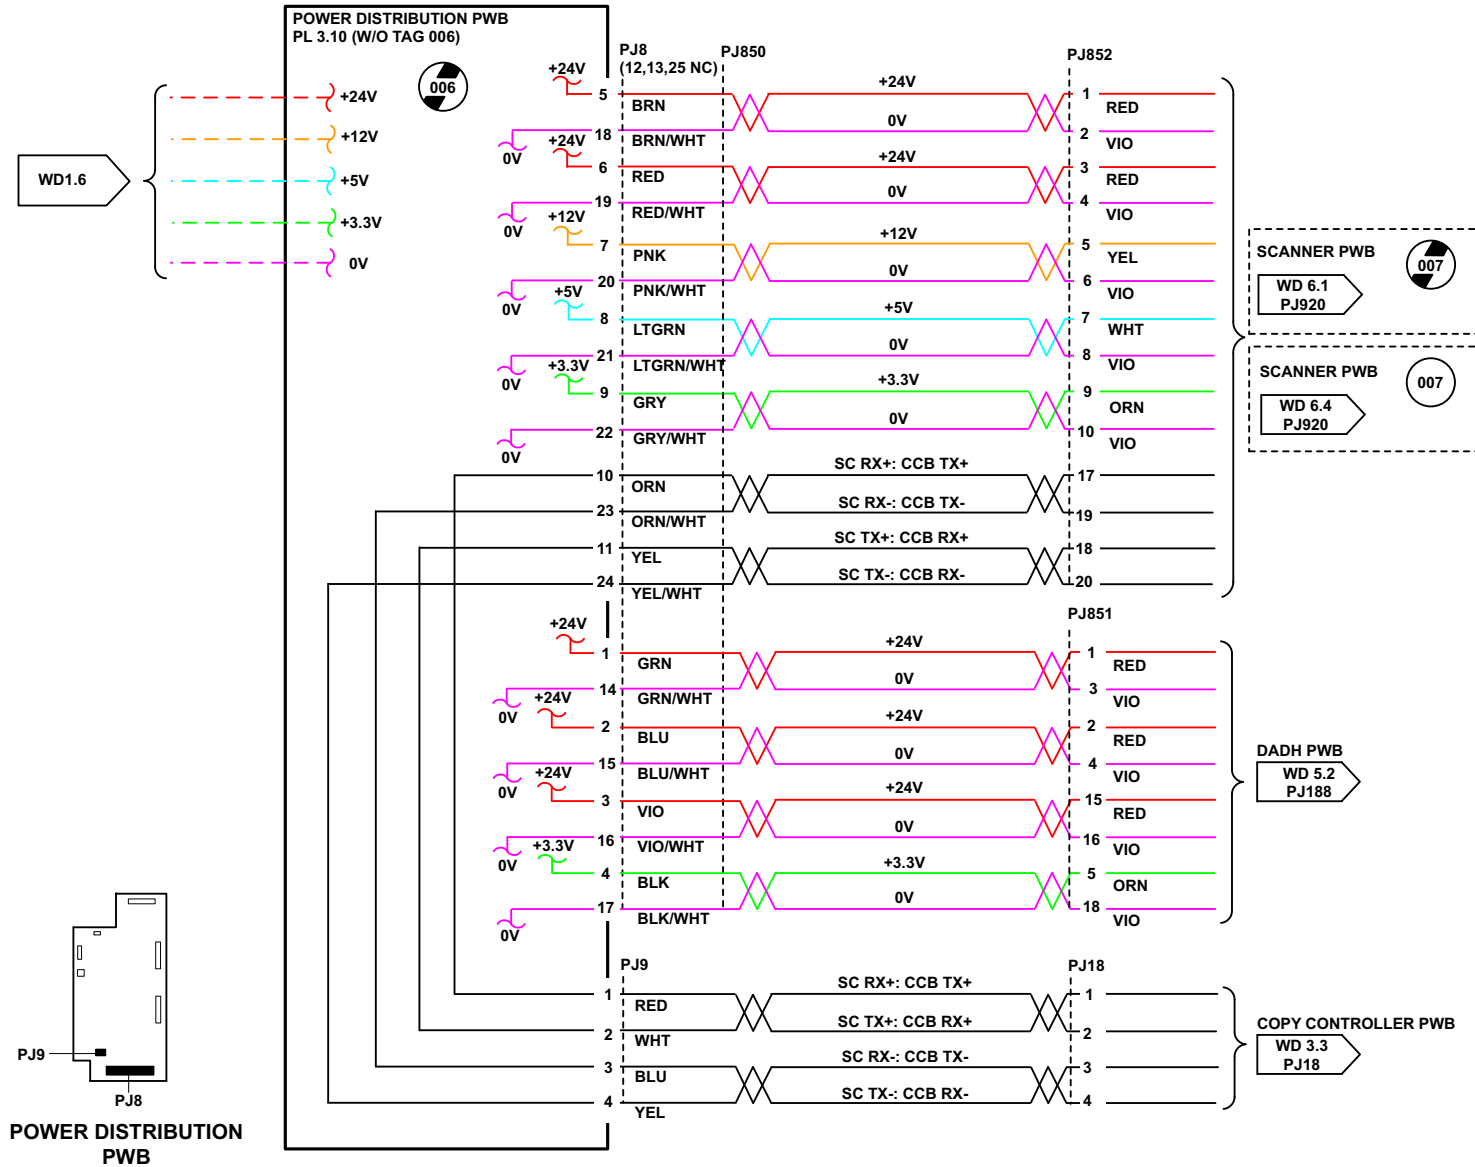 POWER DISTRIBUTION PWB
PL 3.10 (W/O TAG 006)
006
WD1.6
+24V
+12V
+5V
+3.3V
0V
PJ8
(12,13,25 NC)
PJ850
PJ852
+24V
5
BRN
+24V
1
RED
0V
18
BRN/WHT
0V
2
VIO
+24V
6
RED
+24V
3
RED
0V
19
RED/WHT
0V
4
VIO
+12V
7
PNK
+12V
5
YEL
0V
20
PNK/WHT
0V
6
VIO
+5V
8
LTGRN
+5V
7
WHT
0V
21
LTGRN/WHT
0V
8
VIO
+3.3V
9
GRY
+3.3V
9
ORN
0V
22
GRY/WHT
0V
10
VIO
10
ORN
SC RX+: CCB TX+
17
23
ORN/WHT
SC RX-: CCB TX-
19
11
YEL
SC TX+: CCB RX+
18
24
YEL/WHT
SC TX-: CCB RX-
20
SCANNER PWB
007
WD 6.1
PJ920
SCANNER PWB
007
WD 6.4
PJ920
PJ851
+24V
1
GRN
+24V
1
RED
0V
14
GRN/WHT
0V
3
VIO
+24V
2
BLU
+24V
2
RED
0V
15
BLU/WHT
0V
4
VIO
+24V
3
VIO
+24V
15
RED
0V
16
VIO/WHT
0V
16
VIO
+3.3V
4
BLK
+3.3V
5
ORN
0V
17
BLK/WHT
0V
18
VIO
DADH PWB
WD 5.2
PJ188
PJ9
PJ18
1
RED
SC RX+: CCB TX+
1
2
WHT
SC TX+: CCB RX+
2
3
BLU
SC RX-: CCB TX-
3
4
YEL
SC TX-: CCB RX-
4
COPY CONTROLLER PWB
WD 3.3
PJ18
PJ9
PJ8
POWER DISTRIBUTION
PWB